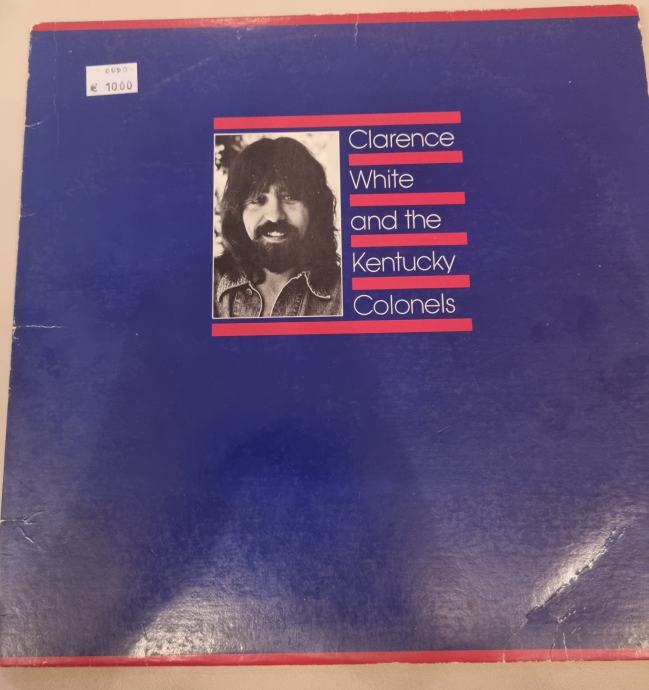 € 10.00
Clarence
White
and the
Kentucky
Colonels